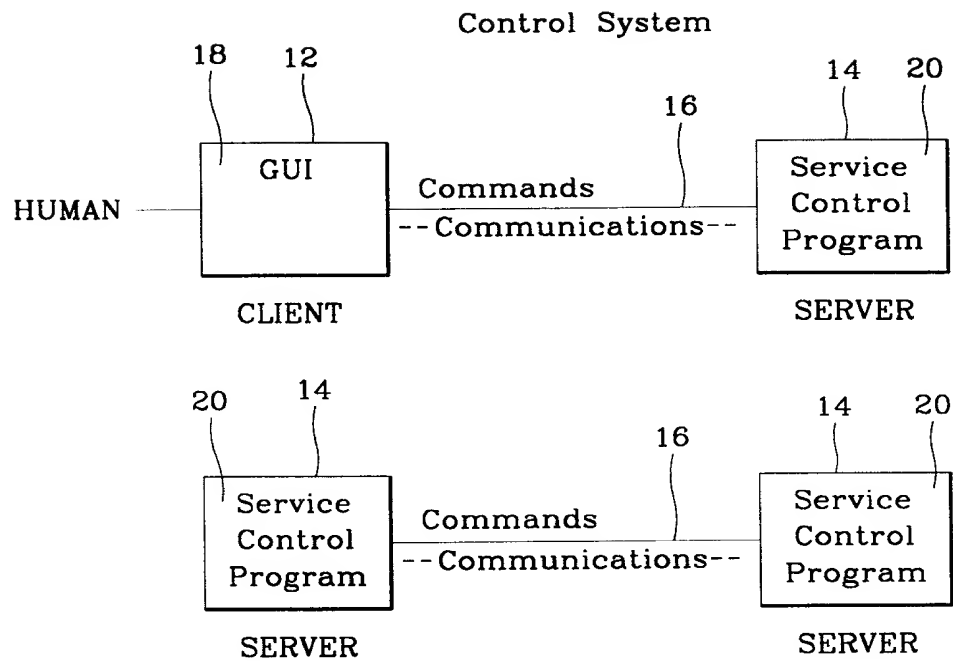 Control System
18
12
14
20
16
GUI
Service
Control
Program
HUMAN
Commands
--Communications--
CLIENT
SERVER
20
14
16
14
20
Service
Control
Program
Commands
--Communications--
Service
Control
Program
SERVER
SERVER